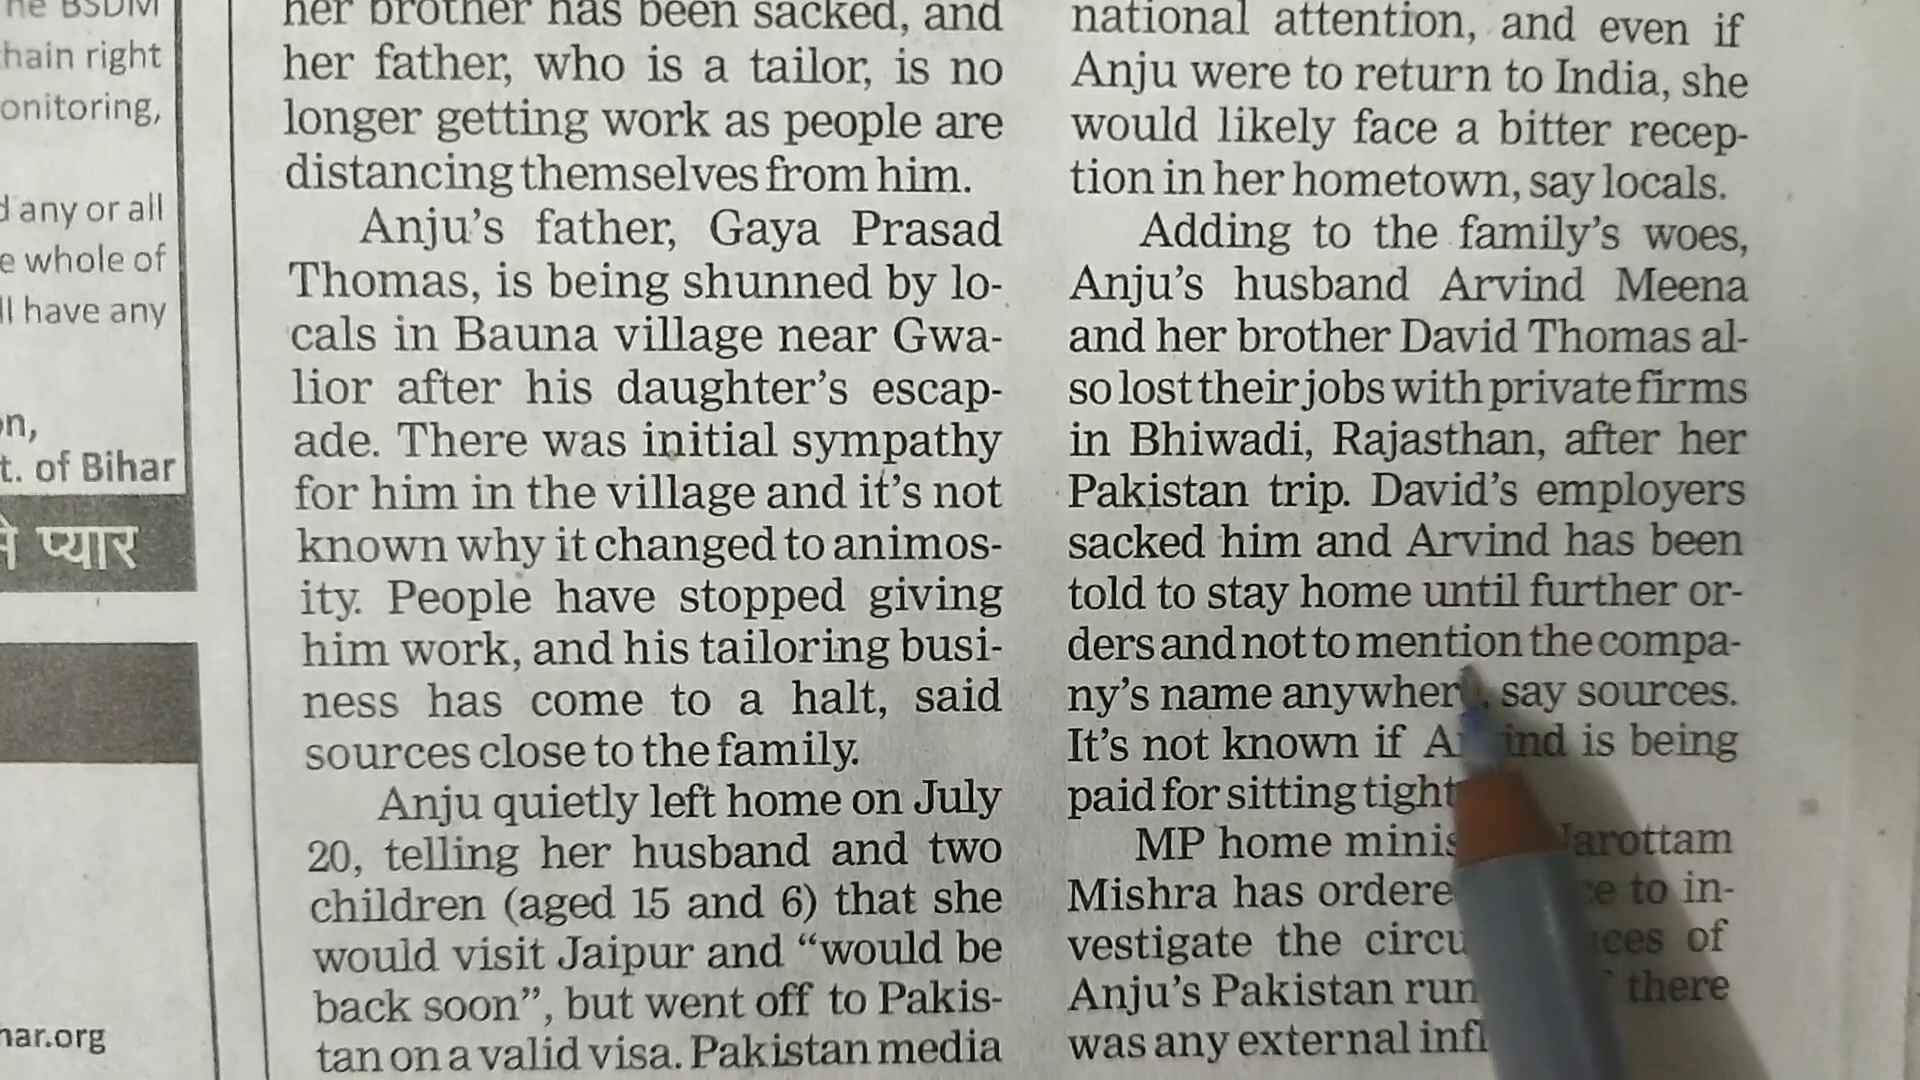 hain right
onitoring,
any or all
e whole of
have any
on,
t. of Bihar
प्यार
har.org
her brother has been sacked, and
her father, who is a tailor, is no
longer getting work as people are
distancing themselves from him.
Anju's father, Gaya Prasad
Thomas, is being shunned by lo-
cals in Bauna village near Gwa-
lior after his daughter's escap-
ade. There was initial sympathy
for him in the village and it's not
known why it changed to animos-
ity. People have stopped giving
him work, and his tailoring busi-
ness has come to a halt, said
sources close to the family.
Anju quietly left home on July
20, telling her husband and two
children (aged 15 and 6) that she
would visit Jaipur and “would be
back soon”, but went off to Pakis-
tan on a valid visa. Pakistan media
national attention, and even if
Anju were to return to India, she
would likely face a bitter recep-
tion in her hometown, say locals.
Adding to the family's woes,
Anju's husband Arvind Meena
and her brother David Thomas al-
so lost their jobs with private firms
in Bhiwadi, Rajasthan, after her
Pakistan trip. David's employers
sacked him and Arvind has been
told to stay home until further or-
ders and not to mention the compa-
ny's name anywher say sources.
It's not known if A ind is being
paid for sitting tight
MP home minis arottam
Mishra has ordere ce to in-
vestigate the circu nces of
Anju's Pakistan run there
was any external infl